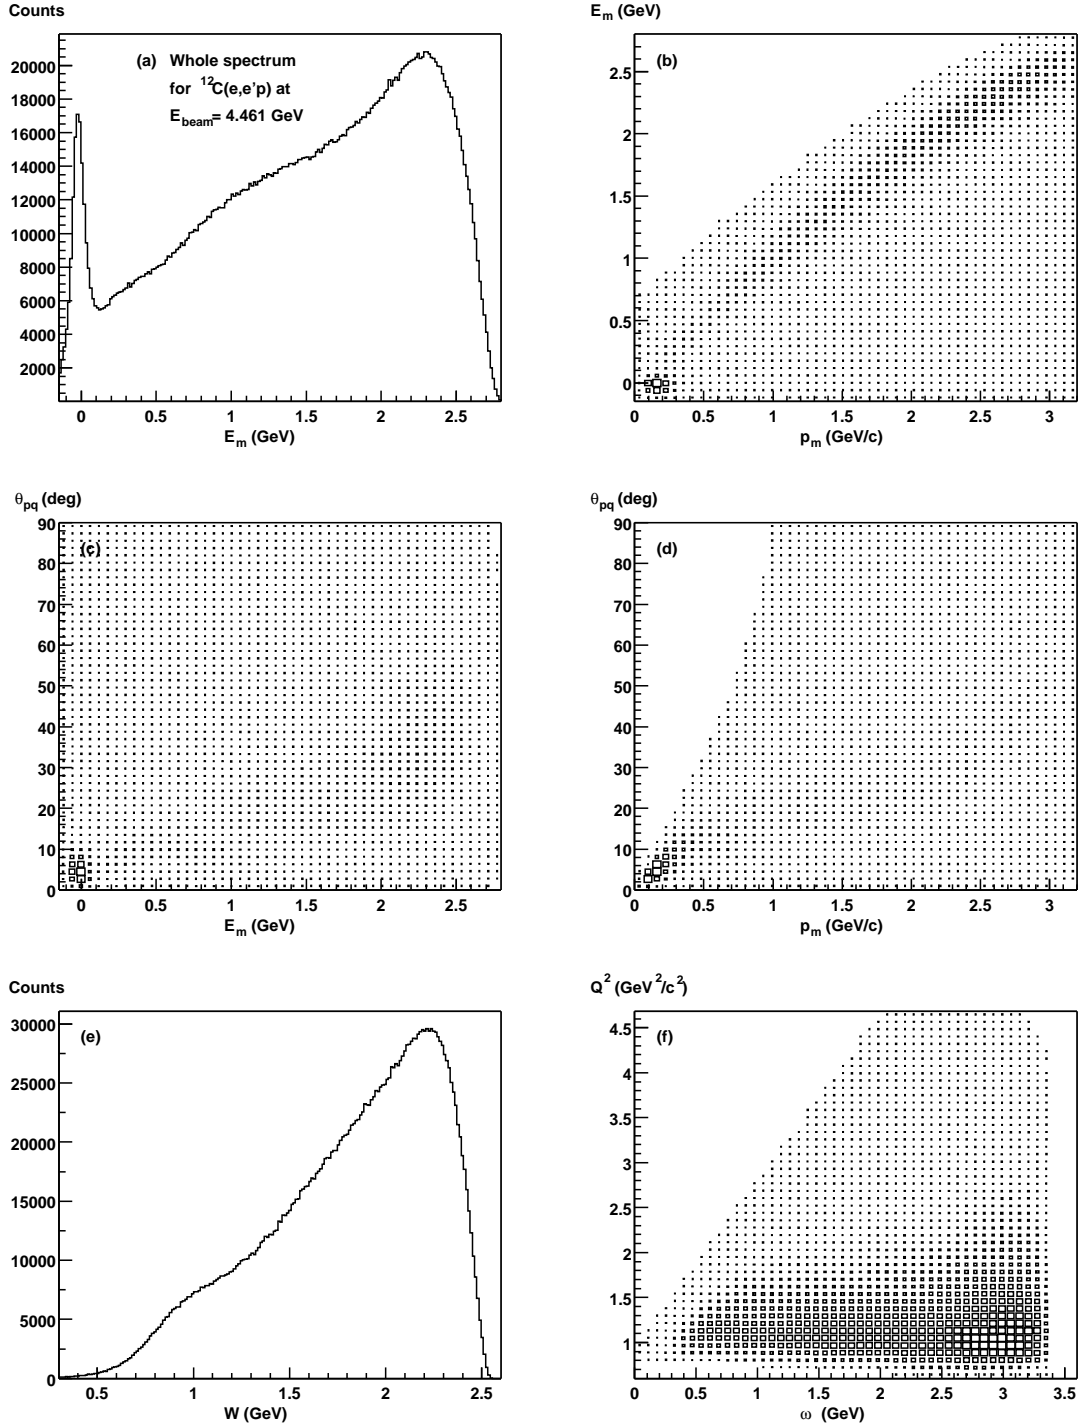 Counts
(a) Whole spectrum
for ¹²C(e,e'p) at
E_beam= 4.461 GeV
20000
18000
16000
14000
12000
10000
8000
6000
4000
2000
0 0.5 1 1.5 2 2.5
E_m (GeV)
E_m (GeV)
(b)
2.5
2
1.5
1
0.5
0
0 0.5 1 1.5 2 2.5 3
p_m (GeV/c)
θ_pq (deg)
(c)
90
80
70
60
50
40
30
20
10
0
0 0.5 1 1.5 2 2.5
E_m (GeV)
θ_pq (deg)
(d)
90
80
70
60
50
40
30
20
10
0
0 0.5 1 1.5 2 2.5 3
p_m (GeV/c)
Counts
(e)
30000
25000
20000
15000
10000
5000
0
0.5 1 1.5 2 2.5
W (GeV)
Q² (GeV²/c²)
(f)
4.5
4
3.5
3
2.5
2
1.5
1
0 0.5 1 1.5 2 2.5 3 3.5
ω (GeV)